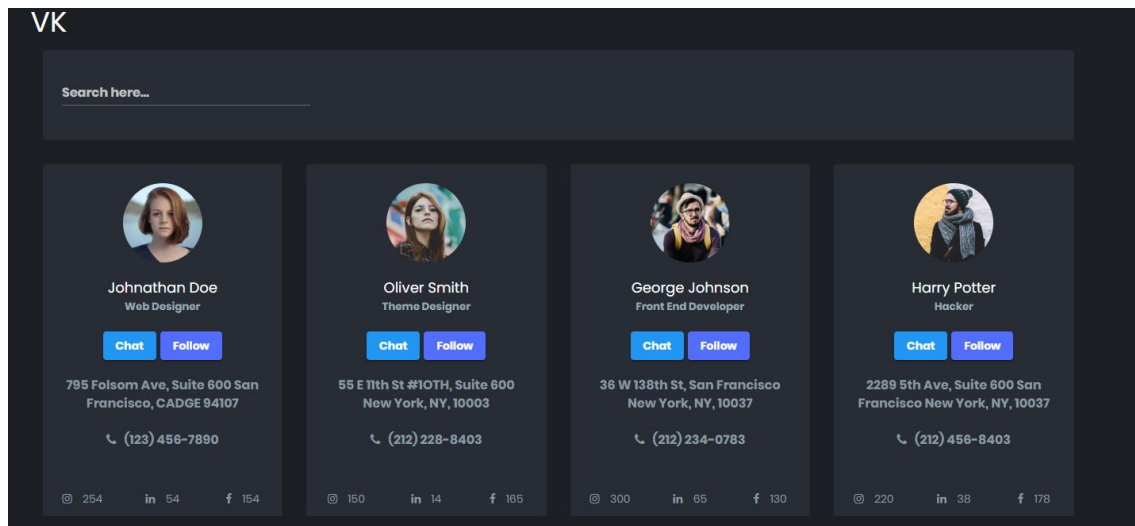 VK
Search here...
Johnathan Doe
Web Designer
Chat Follow
795 Folsom Ave, Suite 600 San
Francisco, CADGE 94107
(123) 456-7890
254 in 54 f 154
Oliver Smith
Theme Designer
Chat Follow
55 E 11th St #1OTH, Suite 600
New York, NY, 10003
(212) 228-8403
150 in 14 f 165
George Johnson
Front End Developer
Chat Follow
36 W 138th St, San Francisco
New York, NY, 10037
(212) 234-0783
300 in 65 f 130
Harry Potter
Hacker
Chat Follow
2289 5th Ave, Suite 600 San
Francisco New York, NY, 10037
(212) 456-8403
220 in 38 f 178